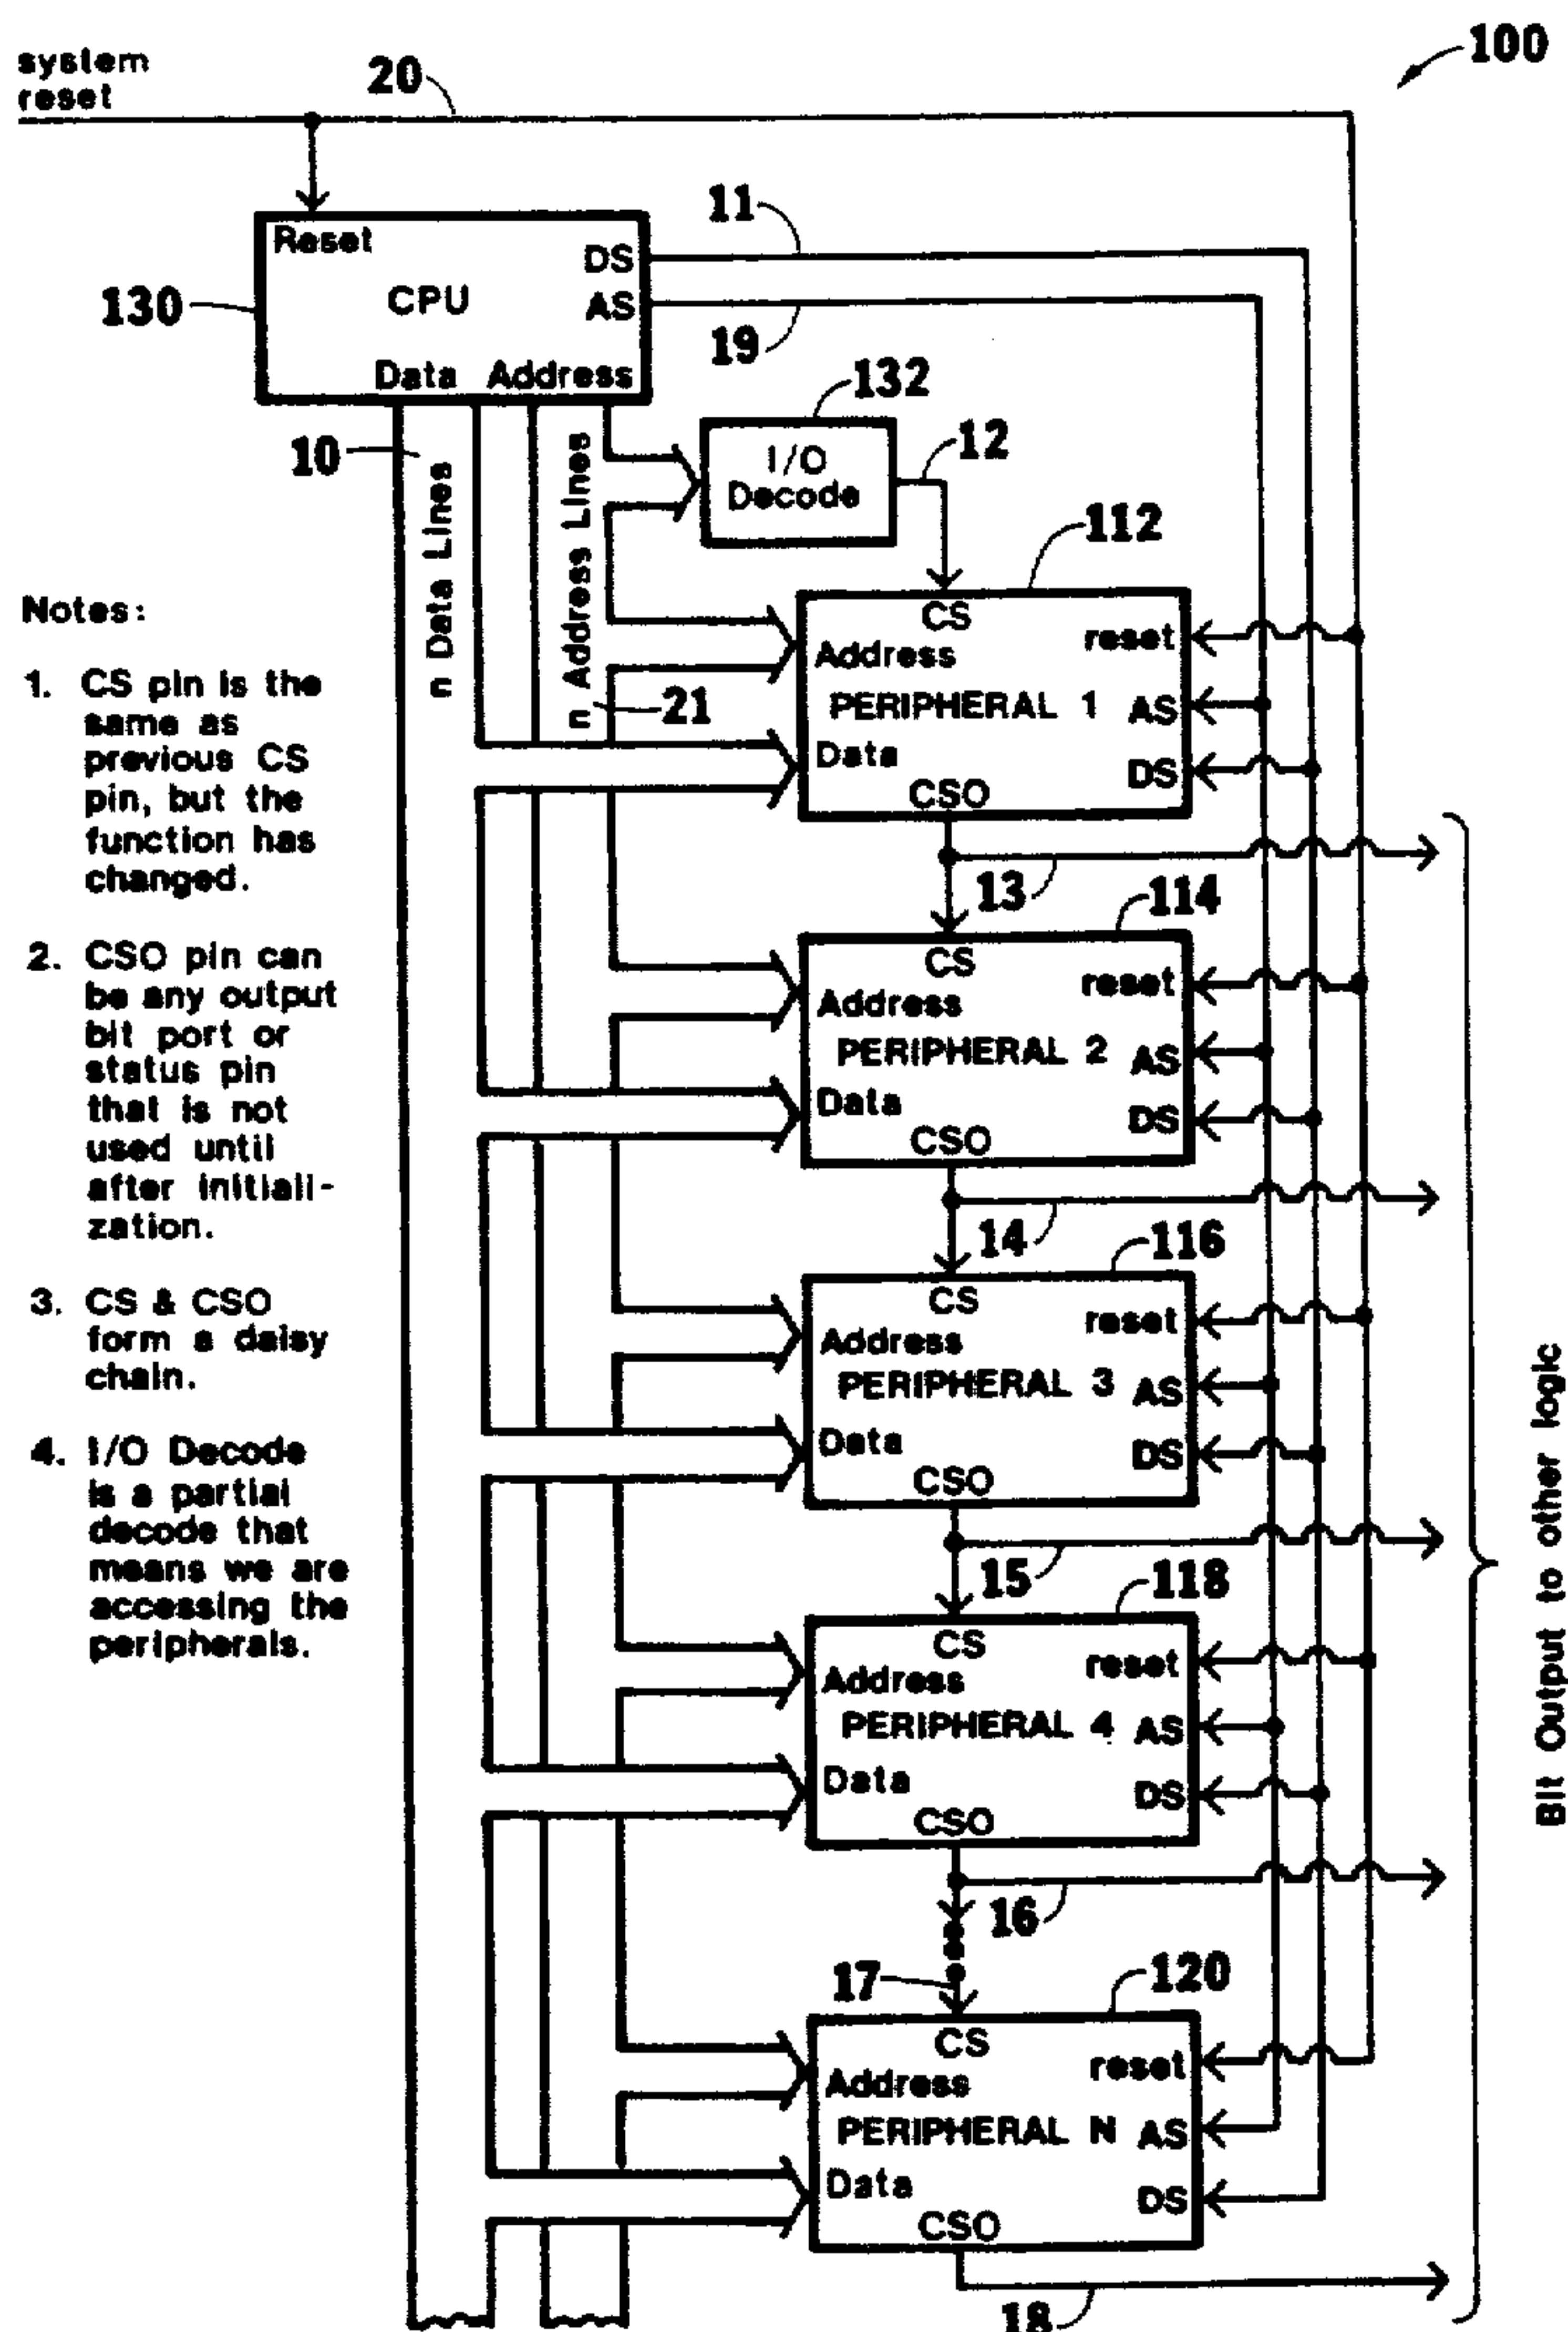 system
reset
20
100
11
Reset
DS
130
CPU
AS
19
Data Address
132
10
n Data Lines
n Address Lines
I/O
Decode
12
112
CS
reset
Address
21
PERIPHERAL 1 AS
Data
DS
CSO
13
114
CS
reset
Address
PERIPHERAL 2 AS
Data
DS
CSO
14
116
CS
reset
Address
PERIPHERAL 3 AS
Data
DS
CSO
15
118
CS
reset
Address
PERIPHERAL 4 AS
Data
DS
CSO
16
17
120
CS
reset
Address
PERIPHERAL N AS
Data
DS
CSO
18
Notes:
1. CS pin is the
same as
previous CS
pin, but the
function has
changed.
2. CSO pin can
be any output
bit port or
status pin
that is not
used until
after initiali-
zation.
3. CS & CSO
form a daisy
chain.
4. I/O Decode
is a partial
decode that
means we are
accessing the
peripherals.
Bit Output to other logic